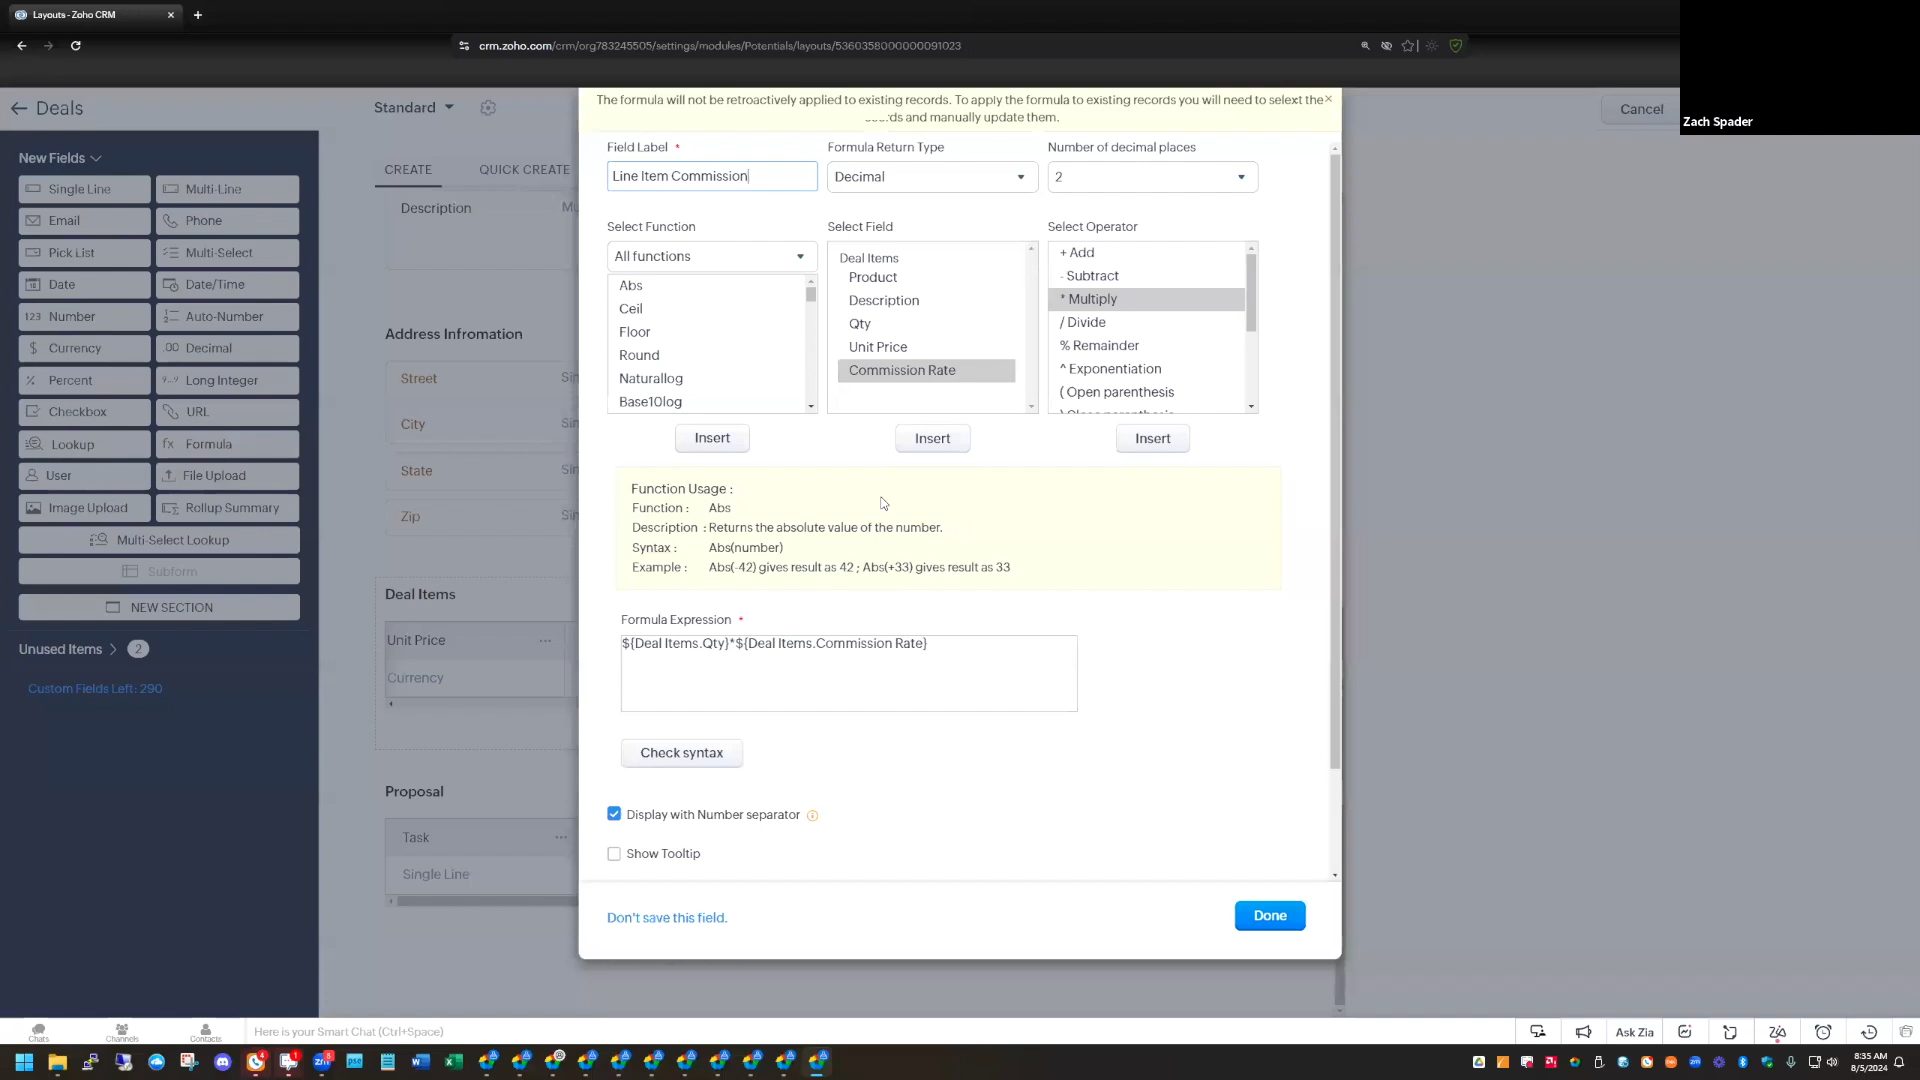 Layouts - Zoho CRM
crm.zoho.com/crm/org783245505/settings/modules/Potentials/layouts/5360358000000091023
Zach Spader
Deals
Standard
Cancel
New Fields
Single Line
Multi-Line
Email
Phone
Pick List
Multi-Select
Date
Date/Time
123 Number
Auto-Number
$ Currency
.00 Decimal
% Percent
Long Integer
Checkbox
URL
Lookup
fx Formula
User
File Upload
Image Upload
Rollup Summary
Multi-Select Lookup
Subform
NEW SECTION
Unused Items 2
Custom Fields Left: 290
CREATE
QUICK CREATE
Description
Address Infromation
Street
City
State
Zip
Deal Items
Unit Price
Currency
Proposal
Task
Single Line
The formula will not be retroactively applied to existing records. To apply the formula to existing records you will need to selext the
and manually update them.
Field Label *
Formula Return Type
Number of decimal places
Line Item Commission
Decimal
2
Select Function
Select Field
Select Operator
All functions
Abs
Ceil
Floor
Round
Naturallog
Base10log
Deal Items
Product
Description
Qty
Unit Price
Commission Rate
+ Add
- Subtract
* Multiply
/ Divide
% Remainder
^ Exponentiation
( Open parenthesis
Insert
Insert
Insert
Function Usage :
Function : Abs
Description : Returns the absolute value of the number.
Syntax : Abs(number)
Example : Abs(-42) gives result as 42 ; Abs(+33) gives result as 33
Formula Expression *
${Deal Items.Qty}*${Deal Items.Commission Rate}
Check syntax
Display with Number separator
Show Tooltip
Don't save this field.
Done
Chats
Channels
Contacts
Here is your Smart Chat (Ctrl+Space)
Ask Zia
8:35 AM
8/5/2024